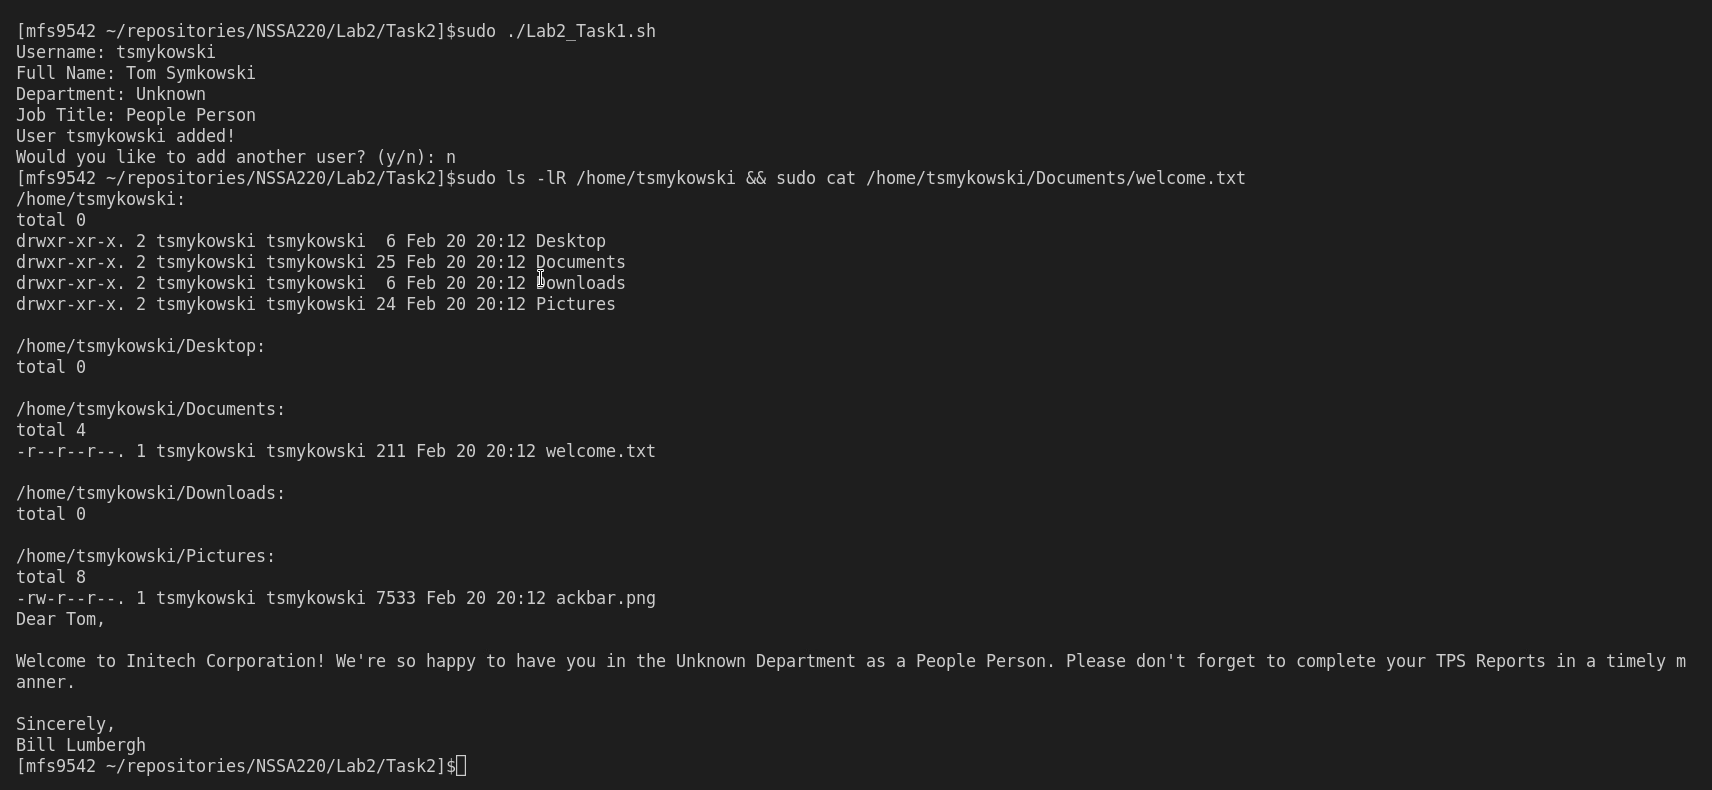 [mfs9542 ~/repositories/NSSA220/Lab2/Task2]$sudo ./Lab2_Task1.sh
Username: tsmykowski
Full Name: Tom Symkowski
Department: Unknown
Job Title: People Person
User tsmykowski added!
Would you like to add another user? (y/n): n
[mfs9542 ~/repositories/NSSA220/Lab2/Task2]$sudo ls -lR /home/tsmykowski && sudo cat /home/tsmykowski/Documents/welcome.txt
/home/tsmykowski:
total 0
drwxr-xr-x. 2 tsmykowski tsmykowski  6 Feb 20 20:12 Desktop
drwxr-xr-x. 2 tsmykowski tsmykowski 25 Feb 20 20:12 Documents
drwxr-xr-x. 2 tsmykowski tsmykowski  6 Feb 20 20:12 Downloads
drwxr-xr-x. 2 tsmykowski tsmykowski 24 Feb 20 20:12 Pictures

/home/tsmykowski/Desktop:
total 0

/home/tsmykowski/Documents:
total 4
-r--r--r--. 1 tsmykowski tsmykowski 211 Feb 20 20:12 welcome.txt

/home/tsmykowski/Downloads:
total 0

/home/tsmykowski/Pictures:
total 8
-rw-r--r--. 1 tsmykowski tsmykowski 7533 Feb 20 20:12 ackbar.png
Dear Tom,

Welcome to Initech Corporation! We're so happy to have you in the Unknown Department as a People Person. Please don't forget to complete your TPS Reports in a timely m
anner.

Sincerely,
Bill Lumbergh
[mfs9542 ~/repositories/NSSA220/Lab2/Task2]$